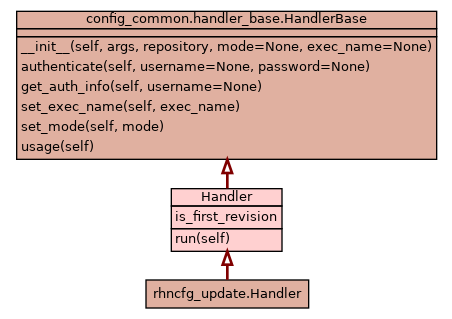 config_common.handler_base.HandlerBase
__init__(self, args, repository, mode=None, exec_name=None)
authenticate(self, username=None, password=None)
get_auth_info(self, username=None)
set_exec_name(self, exec_name)
set_mode(self, mode)
usage(self)
Handler
is_first_revision
run(self)
rhncfg_update.Handler